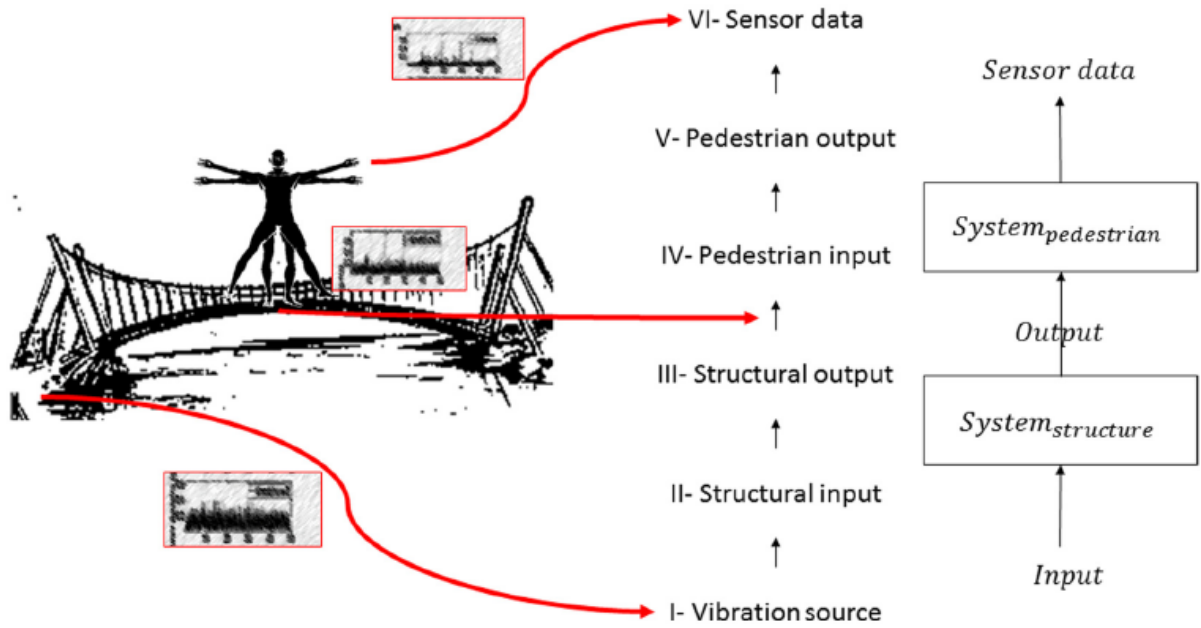 VI- Sensor data
V- Pedestrian output
IV- Pedestrian input
III- Structural output
II- Structural input
I- Vibration source
Sensor data
System_pedestrian
Output
System_structure
Input